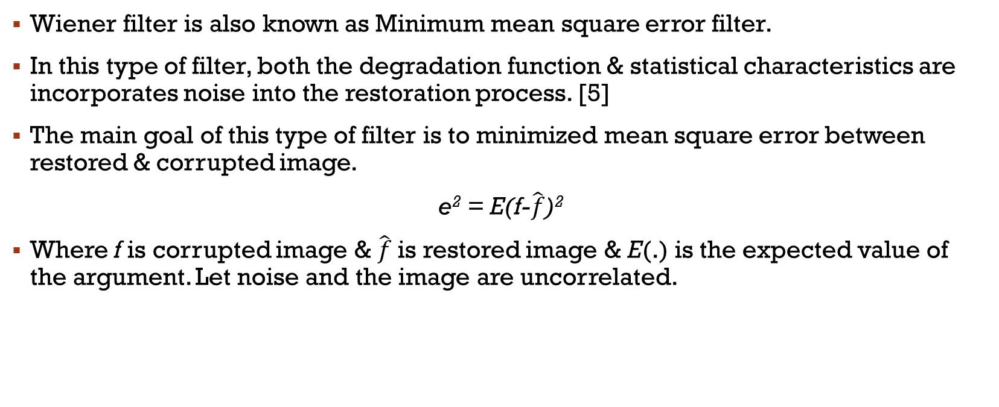 ▪ Wiener filter is also known as Minimum mean square error filter.
▪ In this type of filter, both the degradation function & statistical characteristics are
incorporates noise into the restoration process. [5]
▪ The main goal of this type of filter is to minimized mean square error between
restored & corrupted image.
e² = E(f-f̂)²
▪ Where f is corrupted image & f̂ is restored image & E(.) is the expected value of
the argument. Let noise and the image are uncorrelated.